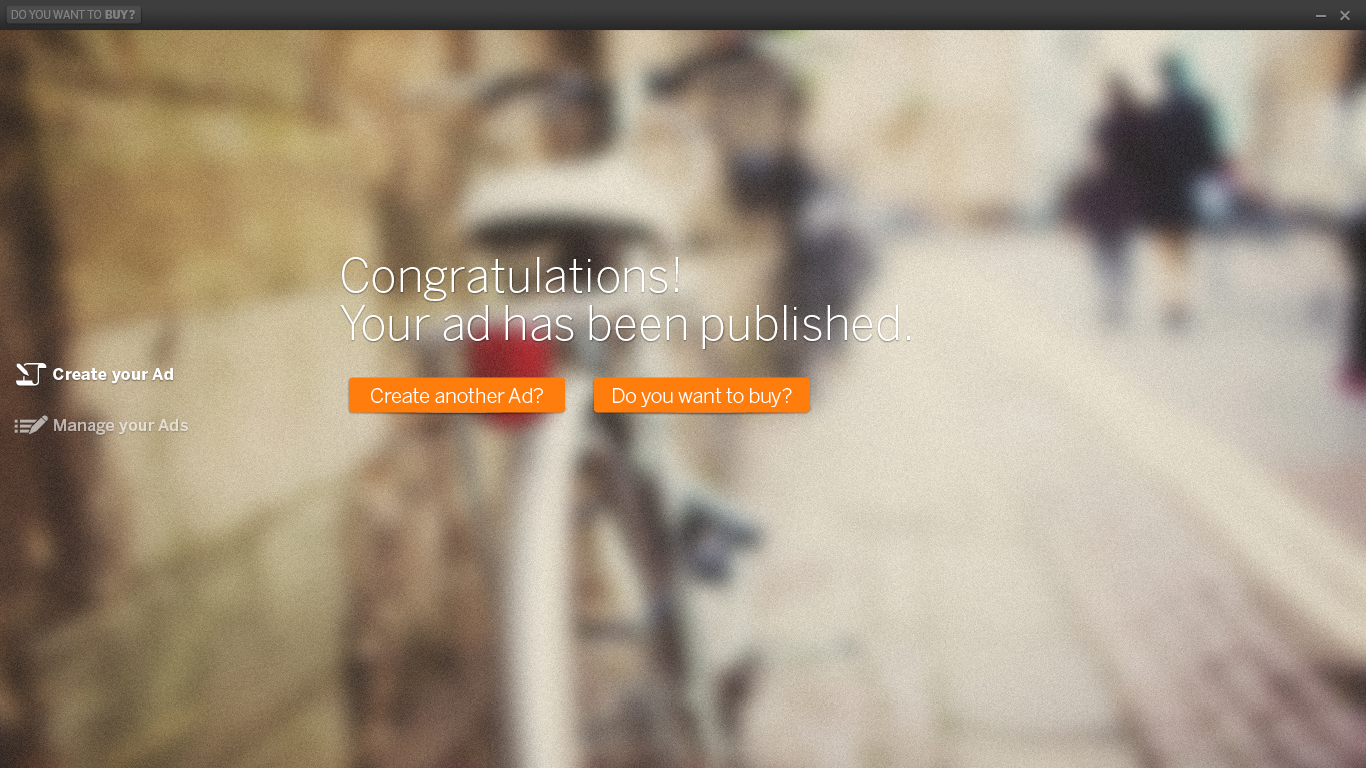 DO YOU WANT TO BUY?
Congratulations!
Your ad has been published.
Create your Ad
Manage your Ads
Create another Ad?
Do you want to buy?